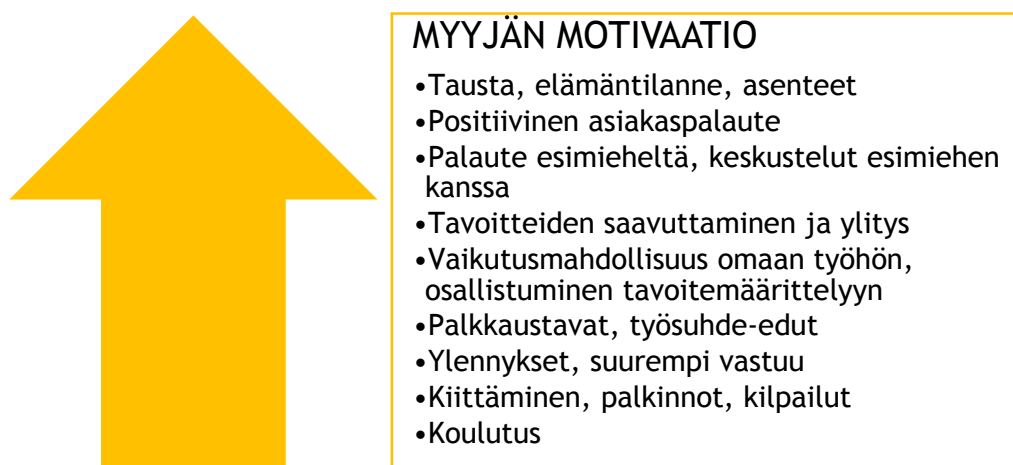 MYYJÄN MOTIVAATIO
•Tausta, elämäntilanne, asenteet
•Positiivinen asiakaspalaute
•Palaute esimieheltä, keskustelut esimiehen
kanssa
•Tavoitteiden saavuttaminen ja ylitys
•Vaikutusmahdollisuus omaan työhön,
osallistuminen tavoitemäärittelyyn
•Palkkaustavat, työsuhde-edut
•Ylennykset, suurempi vastuu
•Kiittäminen, palkinnot, kilpailut
•Koulutus